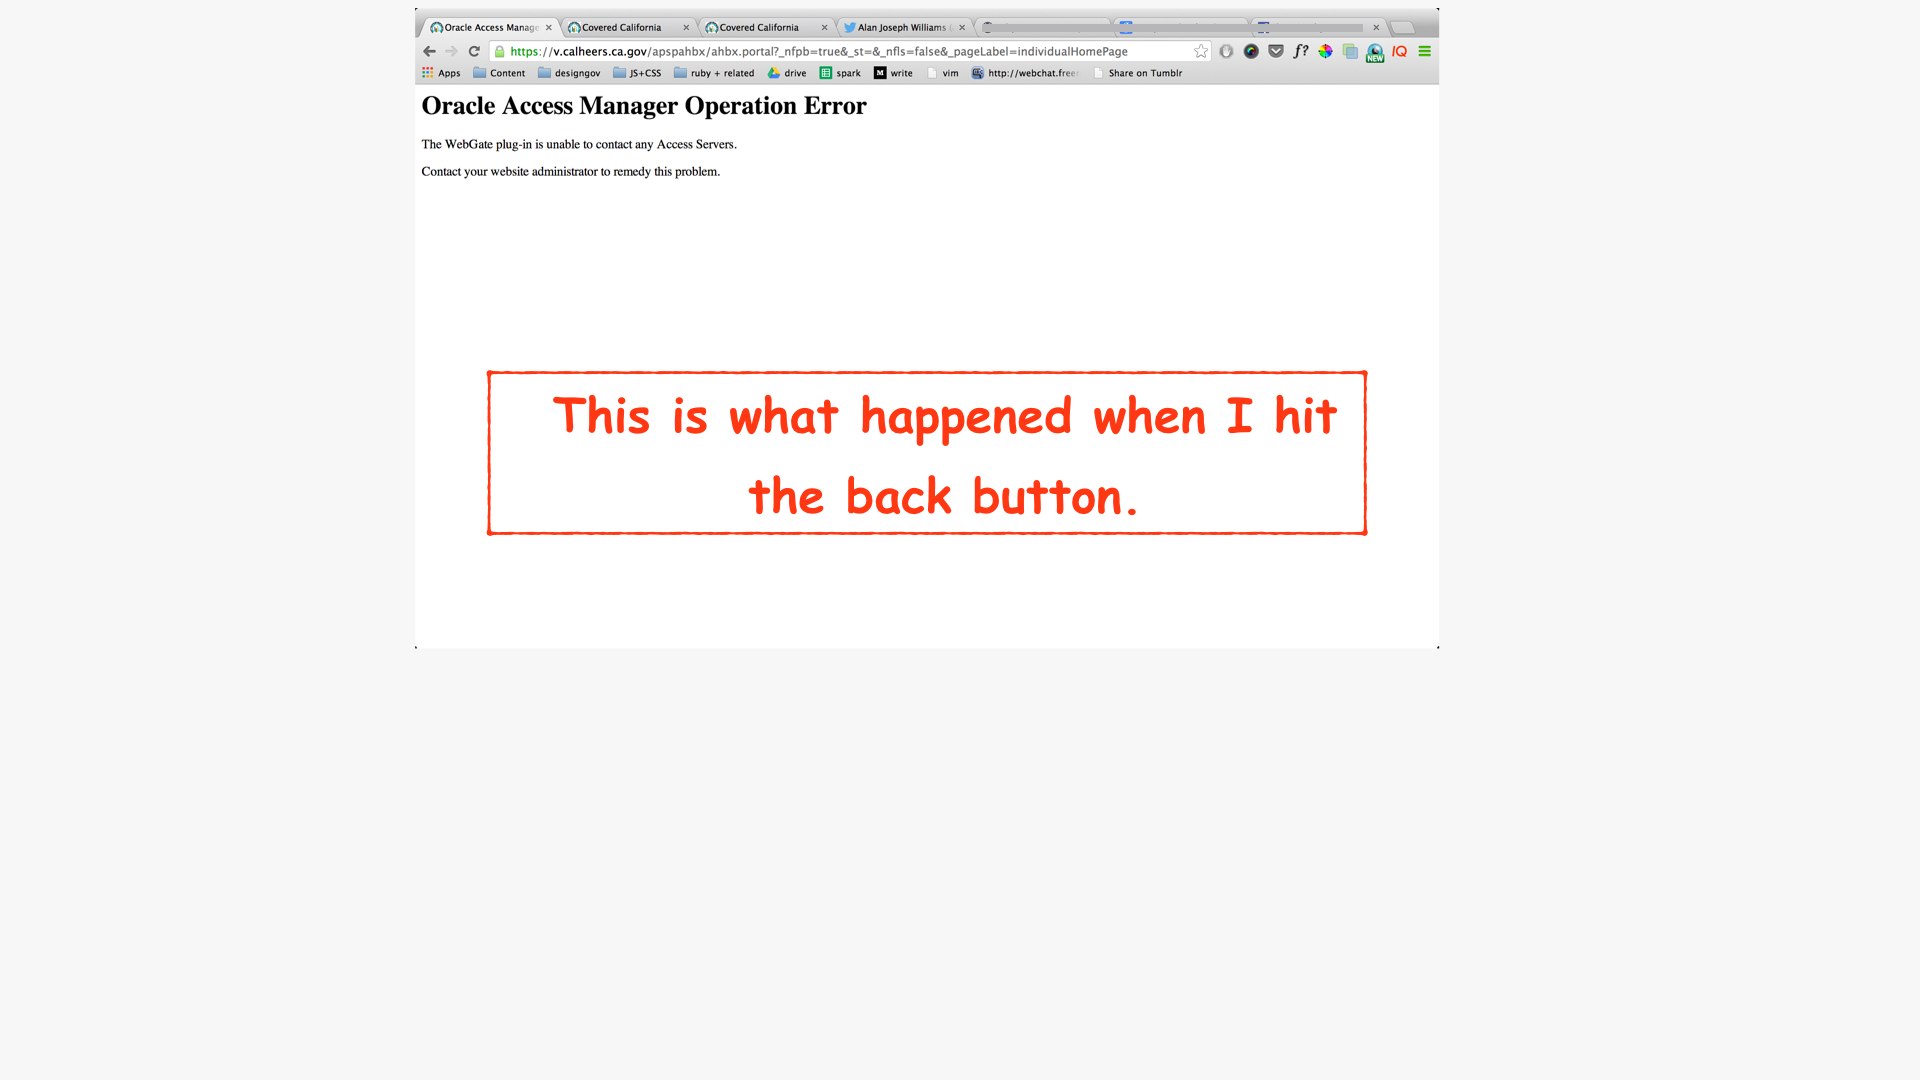 Oracle Access Manage
Covered California
Covered California
Alan Joseph Williams
https://v.calheers.ca.gov/apspahbx/ahbx.portal?_nfpb=true&_st=&_nfls=false&_pageLabel=individualHomePage
f?
NEW
IQ
Apps
Content
designgov
JS+CSS
ruby + related
drive
spark
M
write
vim
http://webchat.free
Share on Tumblr
Oracle Access Manager Operation Error
The WebGate plug-in is unable to contact any Access Servers.
Contact your website administrator to remedy this problem.
This is what happened when I hit
the back button.